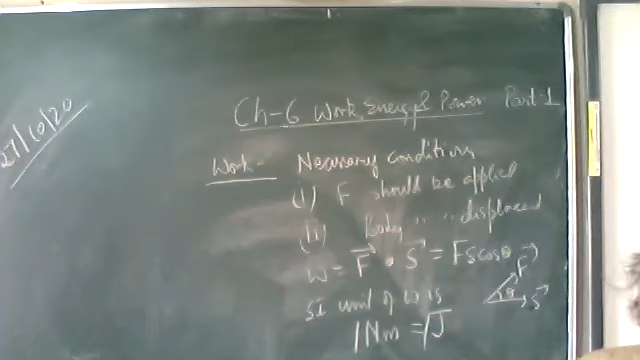 27/10/20
Ch-6 Work, Energy & Power Part-1
Work- Necessary conditions
(i) F should be applied
(ii) Body " " displaced
W = F⃗ • S⃗ = FScosθ
F⃗
θ
S⃗
SI unit of W is
1Nm = 1J